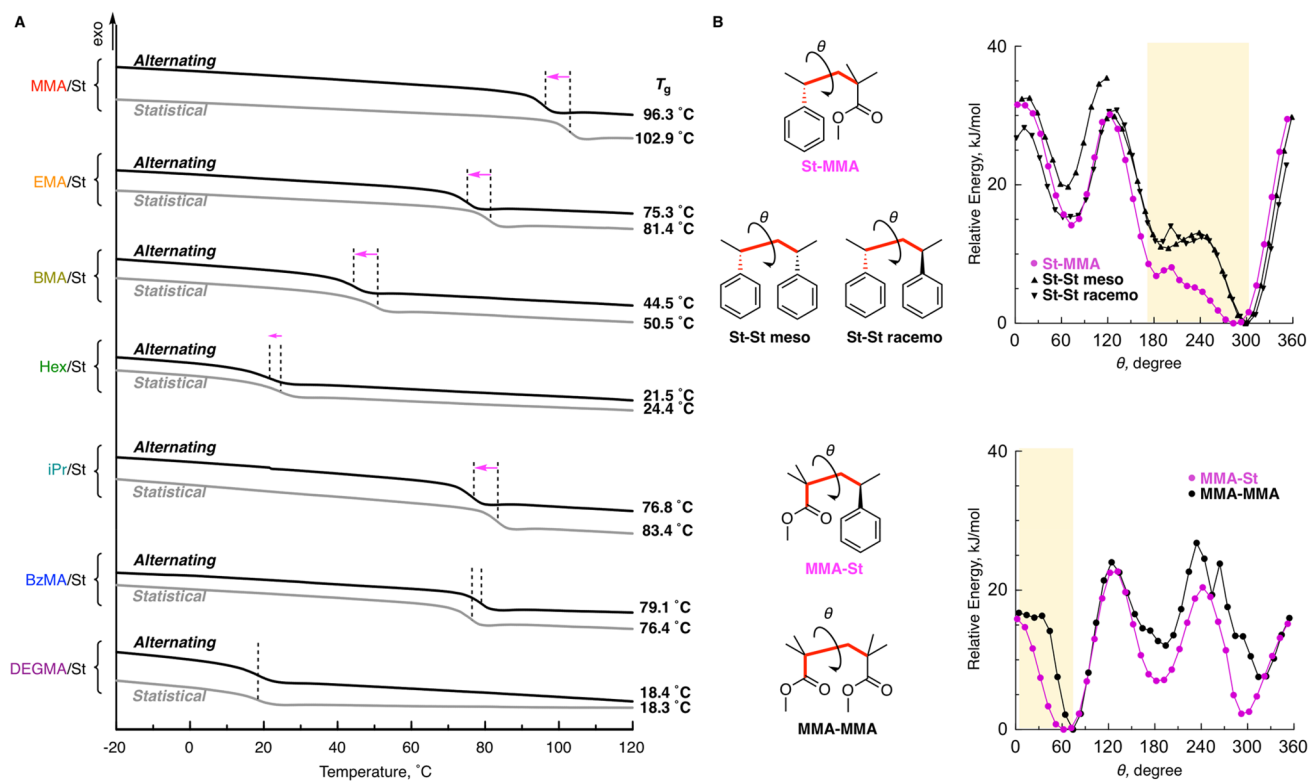 A
exo
Alternating
MMA/St
Statistical
Tg
96.3 ˚C
102.9 ˚C
Alternating
EMA/St
Statistical
75.3 ˚C
81.4 ˚C
Alternating
BMA/St
Statistical
44.5 ˚C
50.5 ˚C
Alternating
Hex/St
Statistical
21.5 ˚C
24.4 ˚C
Alternating
iPr/St
Statistical
76.8 ˚C
83.4 ˚C
Alternating
BzMA/St
Statistical
79.1 ˚C
76.4 ˚C
Alternating
DEGMA/St
Statistical
18.4 ˚C
18.3 ˚C
-20 0 20 40 60 80 100 120
Temperature, ˚C
B
θ
O
O
St-MMA
θ
θ
St-St meso
St-St racemo
40
20
0
Relative Energy, kJ/mol
St-MMA
St-St meso
St-St racemo
0 60 120 180 240 300 360
θ, degree
θ
O
O
MMA-St
θ
O
O
O
O
MMA-MMA
40
30
20
10
0
Relative Energy, kJ/mol
MMA-St
MMA-MMA
0 60 120 180 240 300 360
θ, degree